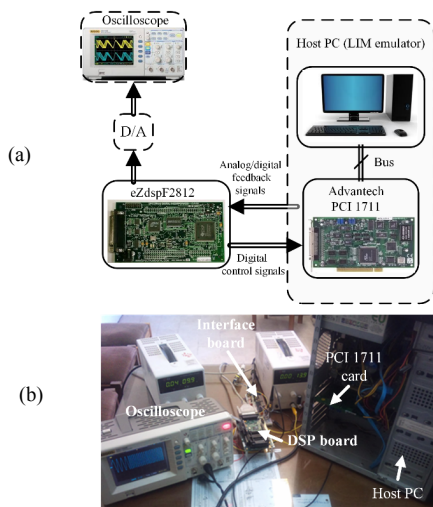 Oscilloscope
Host PC (LIM emulator)
D/A
Bus
(a)
Analog/digital
feedback
signals
eZdspF2812
Advantech
PCI 1711
Digital
control signals
Interface
board
PCI 1711
card
(b)
Oscilloscope
DSP board
Host PC